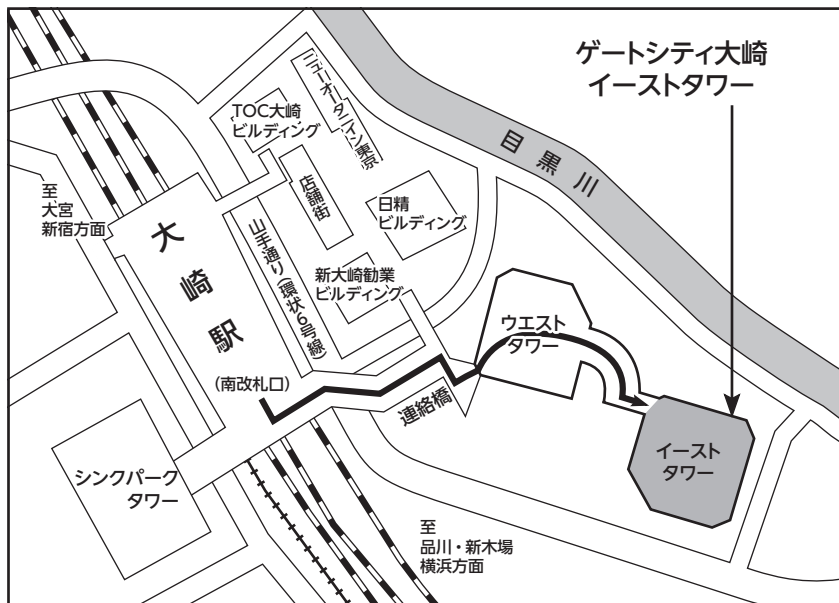 ゲートシティ大崎
イーストタワー
TOC大崎
ビルディング
ニューオータニイン東京
目黒川
至
大宮
新宿方面
店舗街
日精
ビルディング
大崎駅
山手通り(環状6号線)
新大崎勧業
ビルディング
ウエスト
タワー
(南改札口)
連絡橋
イースト
タワー
シンクパーク
タワー
至
品川・新木場
横浜方面